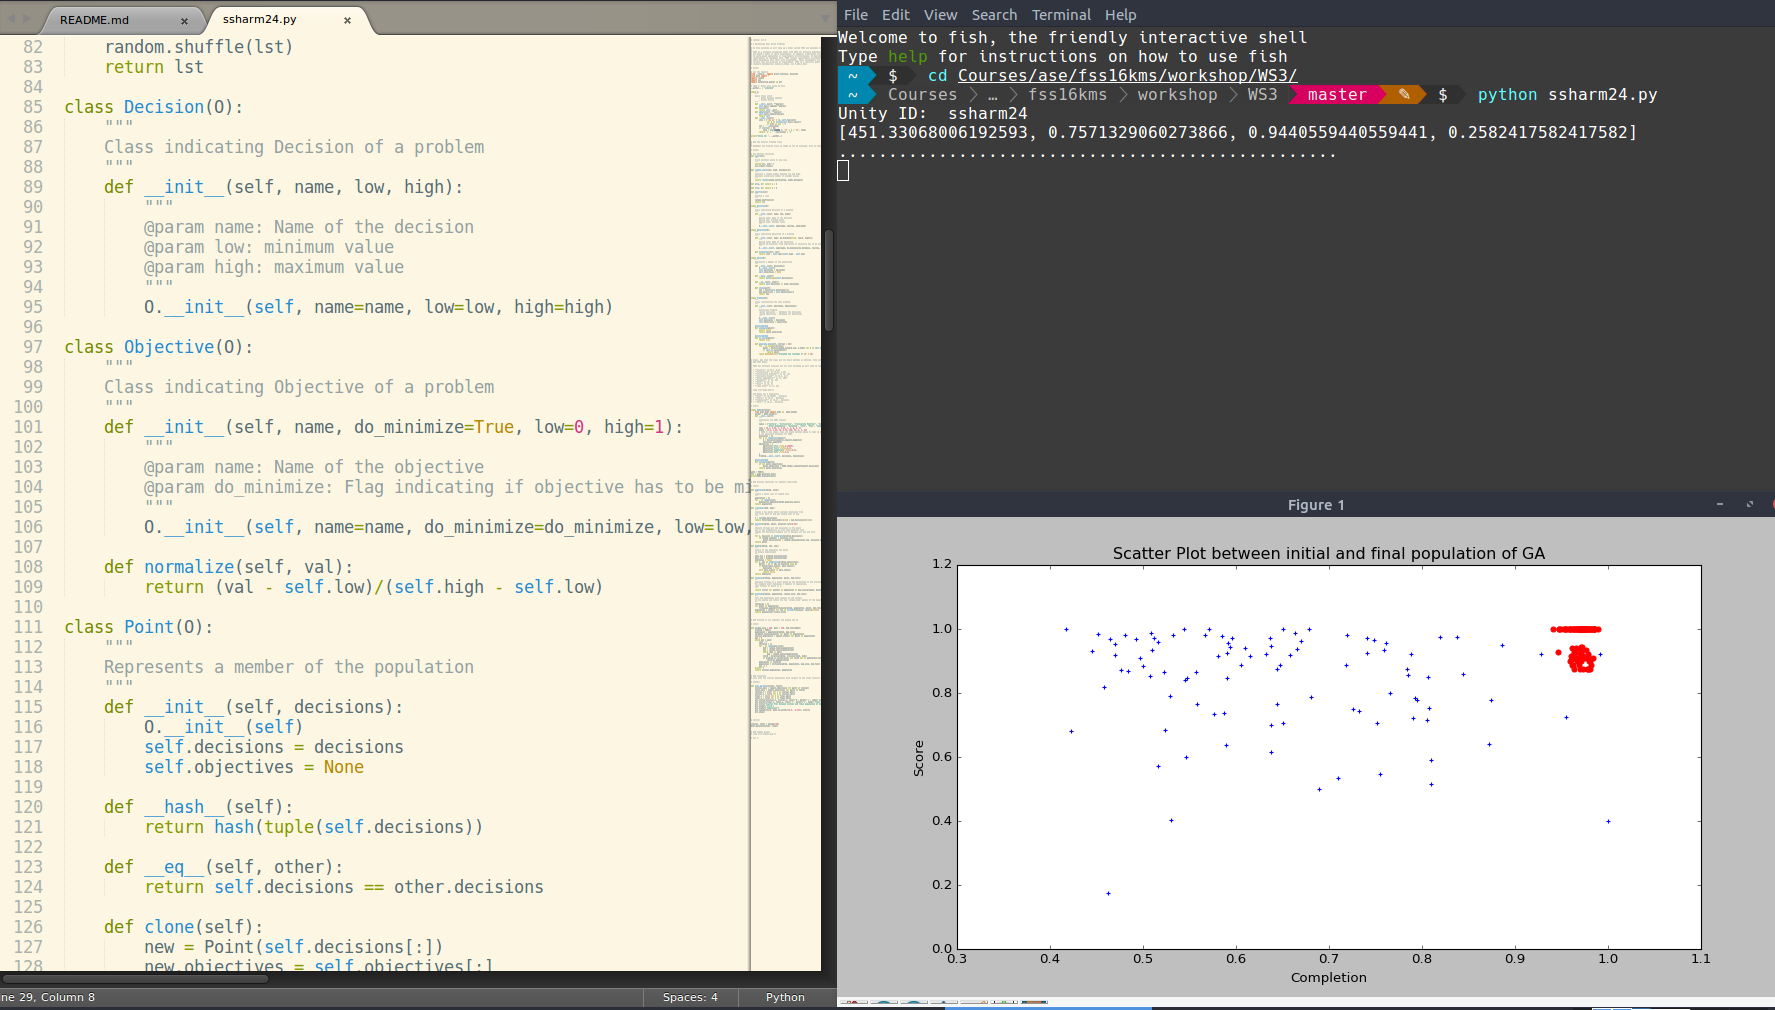 README.md ×
ssharm24.py ×
82 random.shuffle(lst)
83 return lst
84
85 class Decision(O):
86 """
87 Class indicating Decision of a problem
88 """
89 def __init__(self, name, low, high):
90 """
91 @param name: Name of the decision
92 @param low: minimum value
93 @param high: maximum value
94 """
95 O.__init__(self, name=name, low=low, high=high)
96
97 class Objective(O):
98 """
99 Class indicating Objective of a problem
100 """
101 def __init__(self, name, do_minimize=True, low=0, high=1):
102 """
103 @param name: Name of the objective
104 @param do_minimize: Flag indicating if objective has to be mi
105 """
106 O.__init__(self, name=name, do_minimize=do_minimize, low=low,
107
108 def normalize(self, val):
109 return (val - self.low)/(self.high - self.low)
110
111 class Point(O):
112 """
113 Represents a member of the population
114 """
115 def __init__(self, decisions):
116 O.__init__(self)
117 self.decisions = decisions
118 self.objectives = None
119
120 def __hash__(self):
121 return hash(tuple(self.decisions))
122
123 def __eq__(self, other):
124 return self.decisions == other.decisions
125
126 def clone(self):
127 new = Point(self.decisions[:])
128 new.objectives = self.objectives[:]
ine 29, Column 8
Spaces: 4
Python
File Edit View Search Terminal Help
Welcome to fish, the friendly interactive shell
Type help for instructions on how to use fish
~ $ cd Courses/ase/fss16kms/workshop/WS3/
~ Courses > … > fss16kms > workshop > WS3 master ✎ $ python ssharm24.py
Unity ID: ssharm24
[451.33068006192593, 0.7571329060273866, 0.9440559440559441, 0.2582417582417582]
..................................................
Figure 1
Scatter Plot between initial and final population of GA
1.2
1.0
0.8
0.6
0.4
0.2
0.0
Score
0.3 0.4 0.5 0.6 0.7 0.8 0.9 1.0 1.1
Completion